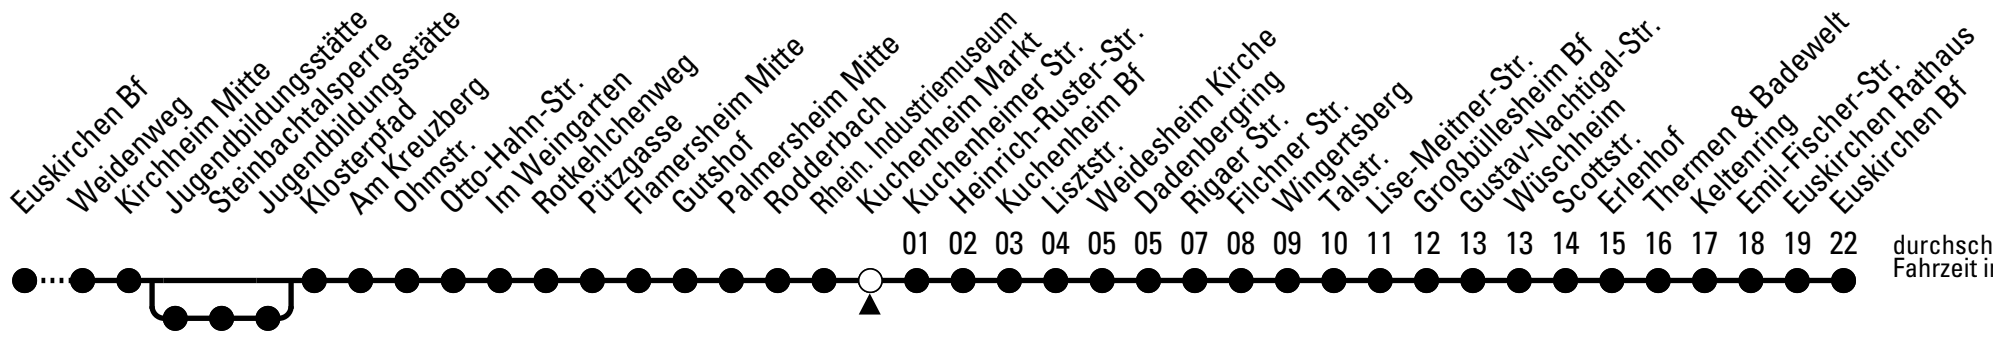 Euskirchen Bf
Weidenweg
Kirchheim Mitte
Jugendbildungsstätte
Steinbachtalsperre
Jugendbildungsstätte
Klosterpfad
Am Kreuzberg
Ohmstr.
Otto-Hahn-Str.
Im Weingarten
Rotkehlchenweg
Pützgasse
Flamersheim Mitte
Gutshof
Palmersheim Mitte
Rodderbach
Rhein. Industriemuseum
Kuchenheim Markt
Kuchenheimer Str.
Heinrich-Ruster-Str.
Kuchenheim Bf
Lisztstr.
Weidesheim Kirche
Dadenbergring
Rigaer Str.
Filchner Str.
Wingertsberg
Talstr.
Lise-Meitner-Str.
Großbüllesheim Bf
Gustav-Nachtigal-Str.
Wüschheim
Scottstr.
Erlenhof
Thermen & Badewelt
Keltenring
Emil-Fischer-Str.
Euskirchen Rathaus
Euskirchen Bf
01 02 03 04 05 05 07 08 09 10 11 12 13 13 14 15 16 17 18 19 22
durchsch
Fahrzeit i